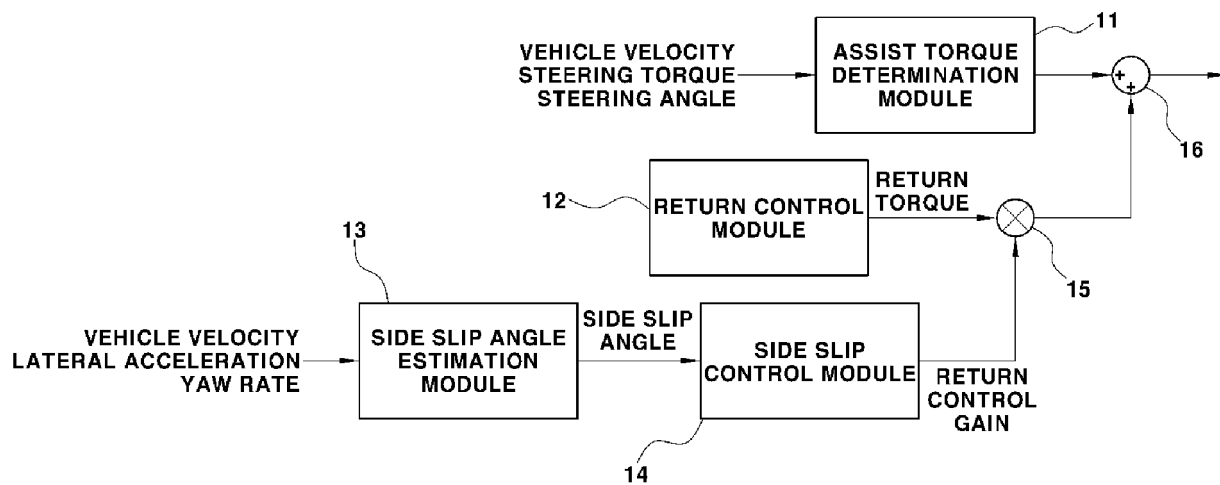 11
VEHICLE VELOCITY
STEERING TORQUE
STEERING ANGLE
ASSIST TORQUE
DETERMINATION
MODULE
+
+
16
12
RETURN CONTROL
MODULE
RETURN
TORQUE
15
13
VEHICLE VELOCITY
LATERAL ACCELERATION
YAW RATE
SIDE SLIP ANGLE
ESTIMATION
MODULE
SIDE SLIP
ANGLE
SIDE SLIP
CONTROL MODULE
RETURN
CONTROL
GAIN
14